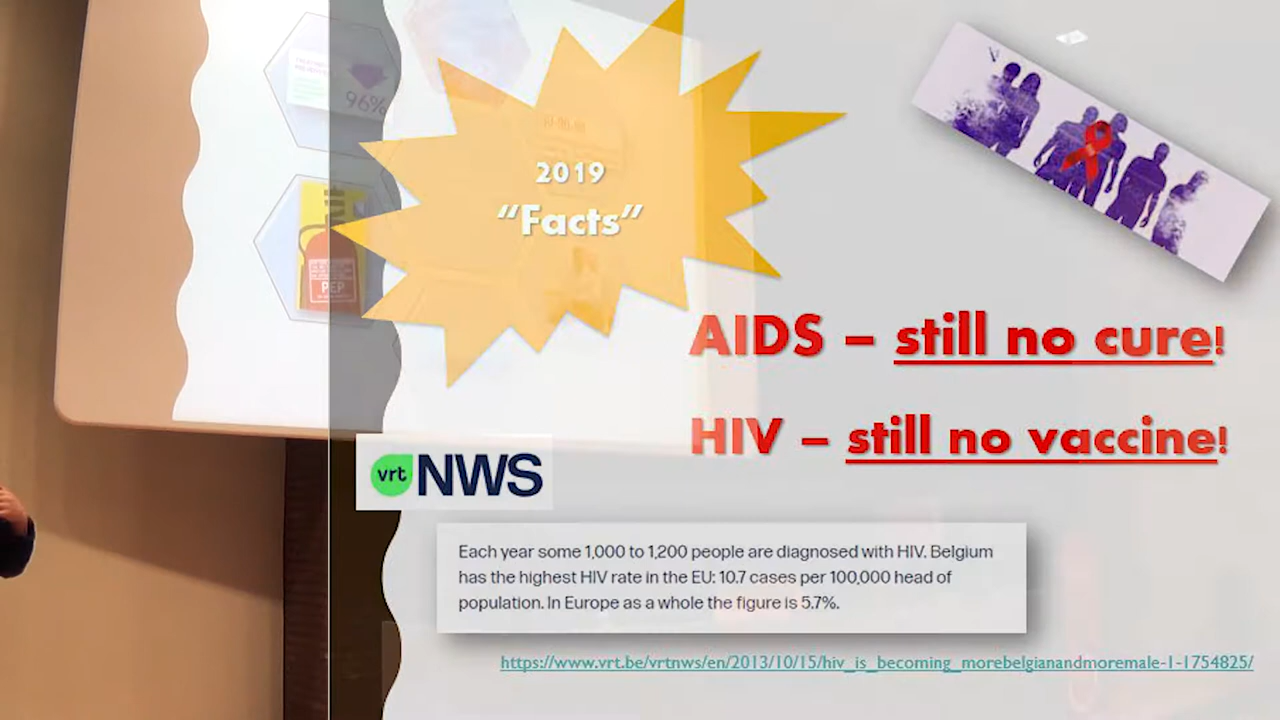 96%
PEP
2019
“Facts”
AIDS – still no cure!
HIV – still no vaccine!
vrt NWS
Each year some 1,000 to 1,200 people are diagnosed with HIV. Belgium
has the highest HIV rate in the EU: 10.7 cases per 100,000 head of
population. In Europe as a whole the figure is 5.7%.
https://www.vrt.be/vrtnws/en/2013/10/15/hiv_is_becoming_morebelgianandmoremale-1-1754825/